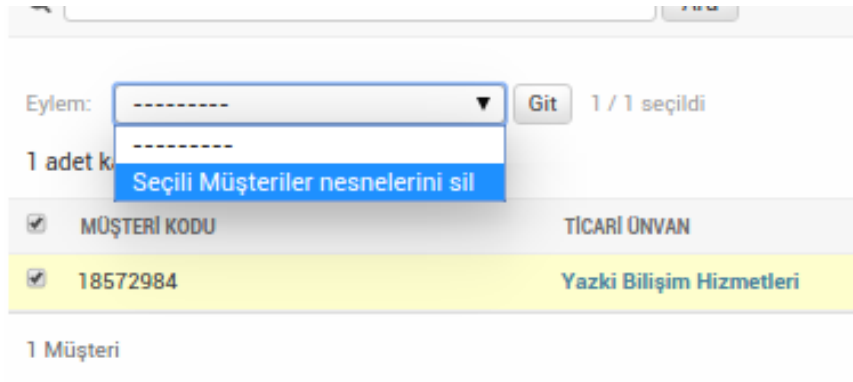 Eylem: --------- Git 1 / 1 seçildi
---------
1 adet
Seçili Müşteriler nesnelerini sil
MÜŞTERİ KODU TİCARİ ÜNVAN
18572984 Yazki Bilişim Hizmetleri
1 Müşteri